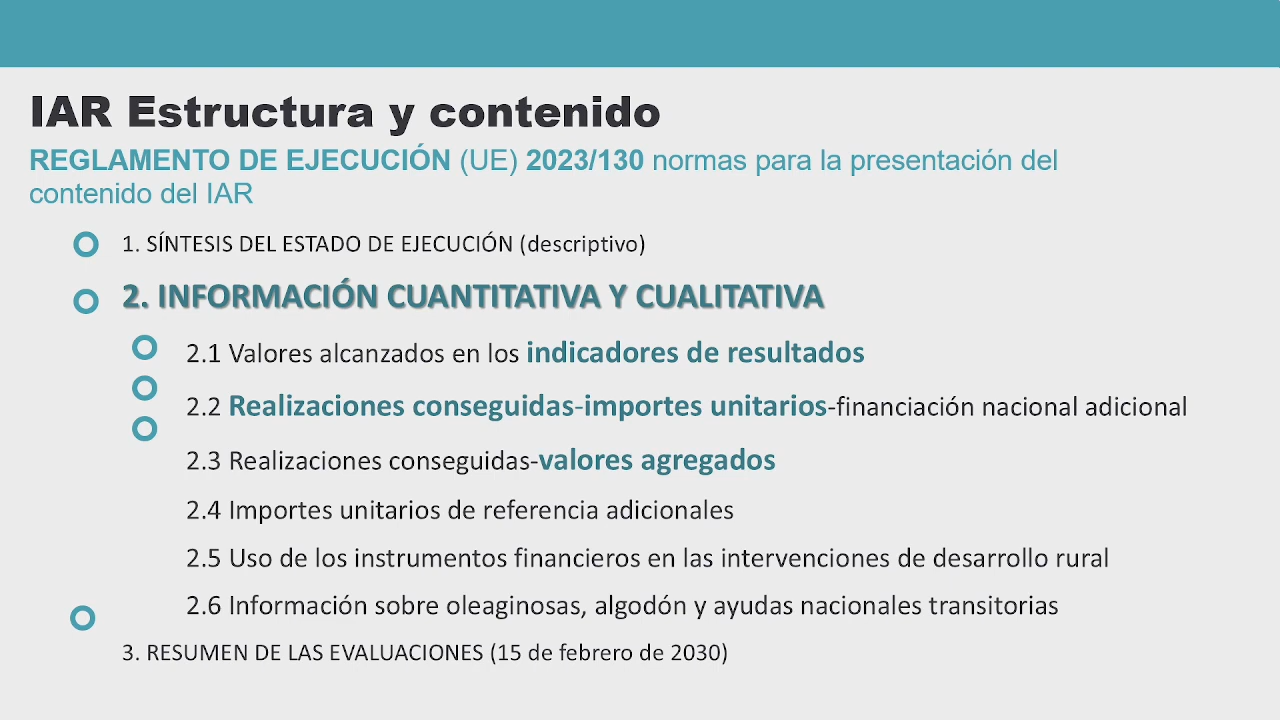 IAR Estructura y contenido
REGLAMENTO DE EJECUCIÓN (UE) 2023/130 normas para la presentación del
contenido del IAR
1. SÍNTESIS DEL ESTADO DE EJECUCIÓN (descriptivo)
2. INFORMACIÓN CUANTITATIVA Y CUALITATIVA
2.1 Valores alcanzados en los indicadores de resultados
2.2 Realizaciones conseguidas-importes unitarios-financiación nacional adicional
2.3 Realizaciones conseguidas-valores agregados
2.4 Importes unitarios de referencia adicionales
2.5 Uso de los instrumentos financieros en las intervenciones de desarrollo rural
2.6 Información sobre oleaginosas, algodón y ayudas nacionales transitorias
3. RESUMEN DE LAS EVALUACIONES (15 de febrero de 2030)